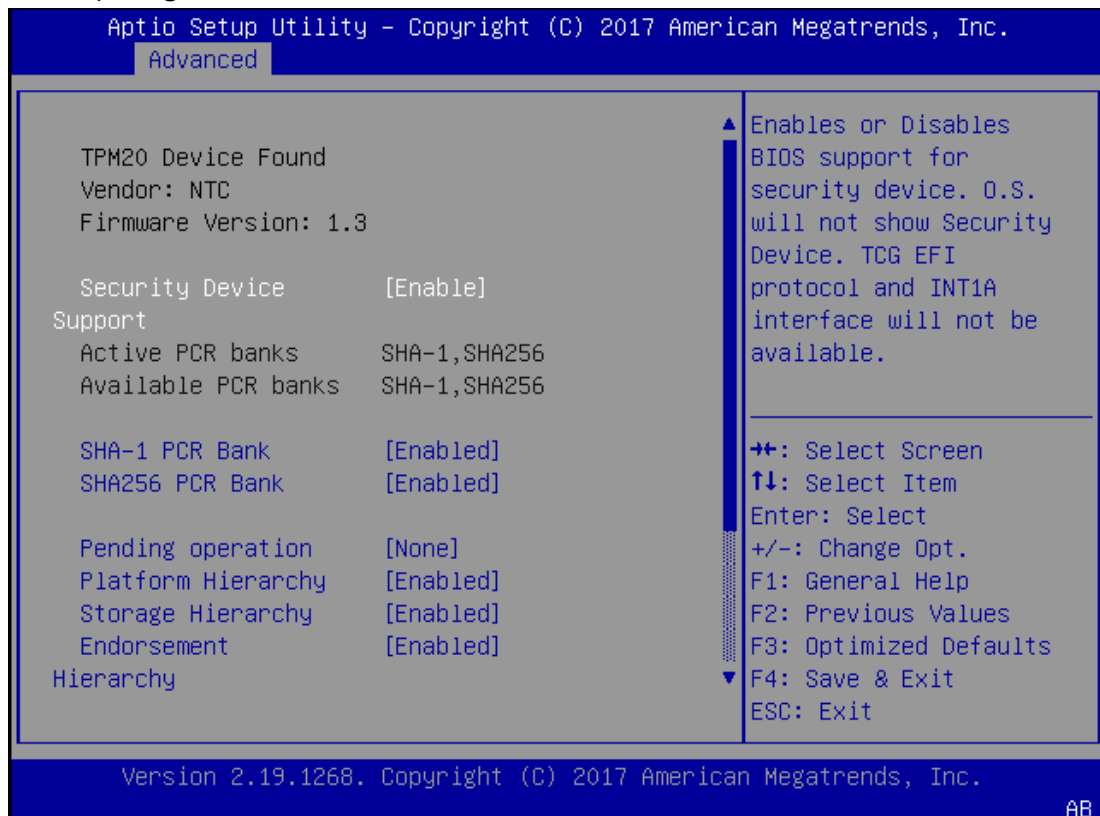 Aptio Setup Utility – Copyright (C) 2017 American Megatrends, Inc.
Advanced
TPM20 Device Found
Vendor: NTC
Firmware Version: 1.3
Security Device [Enable]
Support
Active PCR banks SHA-1,SHA256
Available PCR banks SHA-1,SHA256
SHA-1 PCR Bank [Enabled]
SHA256 PCR Bank [Enabled]
Pending operation [None]
Platform Hierarchy [Enabled]
Storage Hierarchy [Enabled]
Endorsement [Enabled]
Hierarchy
Enables or Disables
BIOS support for
security device. O.S.
will not show Security
Device. TCG EFI
protocol and INT1A
interface will not be
available.
→←: Select Screen
↑↓: Select Item
Enter: Select
+/-: Change Opt.
F1: General Help
F2: Previous Values
F3: Optimized Defaults
F4: Save & Exit
ESC: Exit
Version 2.19.1268. Copyright (C) 2017 American Megatrends, Inc.
AB